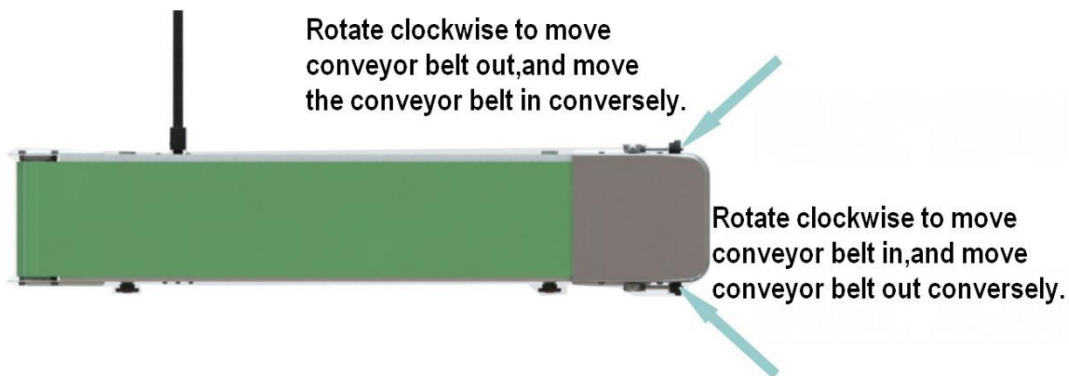 Rotate clockwise to move
conveyor belt out,and move
the conveyor belt in conversely.
Rotate clockwise to move
conveyor belt in,and move
conveyor belt out conversely.